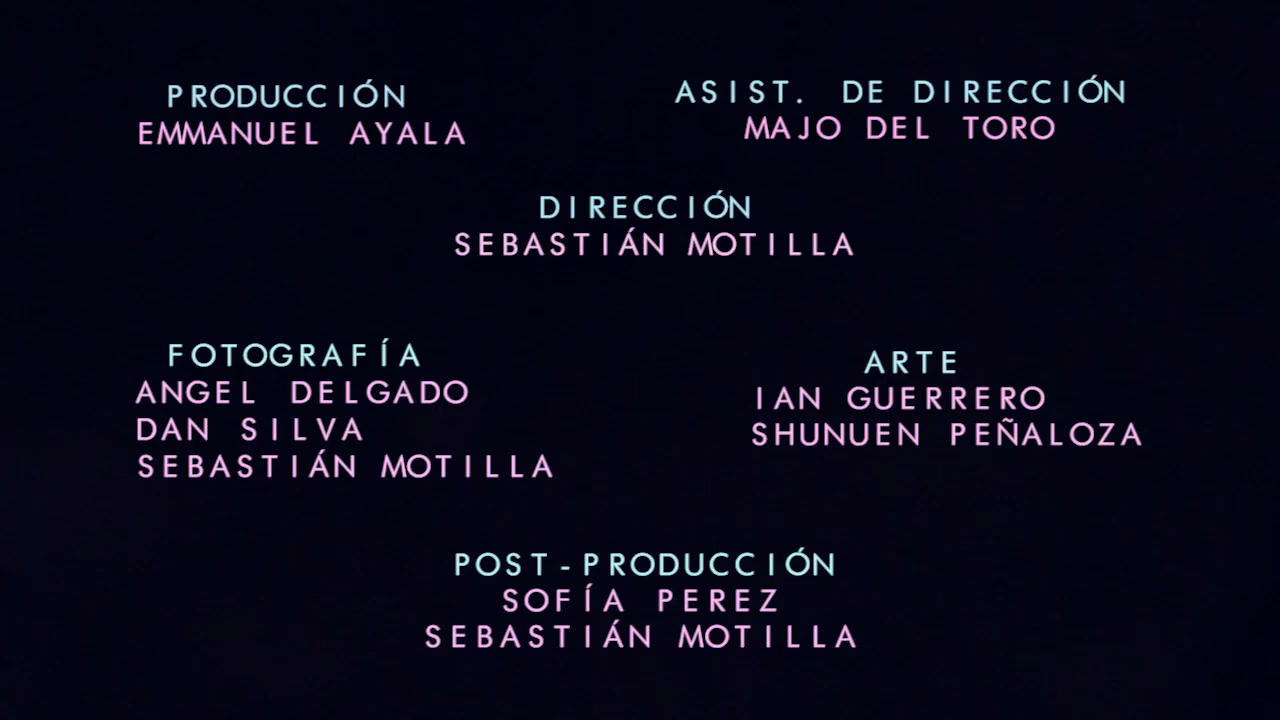 PRODUCCIÓN
EMMANUEL AYALA
ASIST. DE DIRECCIÓN
MAJO DEL TORO
DIRECCIÓN
SEBASTIÁN MOTILLA
FOTOGRAFÍA
ANGEL DELGADO
DAN SILVA
SEBASTIÁN MOTILLA
ARTE
IAN GUERRERO
SHUNUEN PEÑALOZA
POST-PRODUCCIÓN
SOFÍA PEREZ
SEBASTIÁN MOTILLA